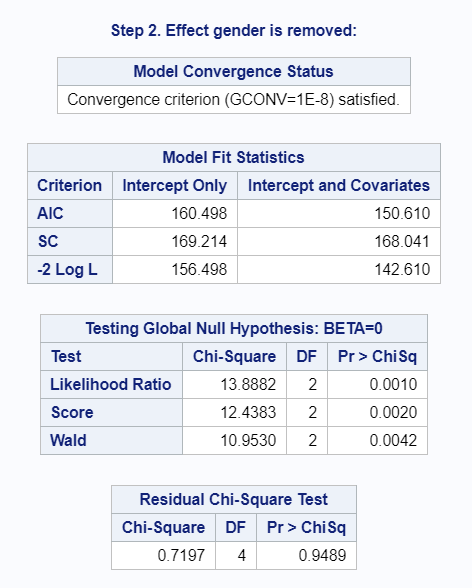 Step 2. Effect gender is removed:
Model Convergence Status
Convergence criterion (GCONV=1E-8) satisfied.
Model Fit Statistics
Criterion Intercept Only Intercept and Covariates
AIC 160.498 150.610
SC 169.214 168.041
-2 Log L 156.498 142.610
Testing Global Null Hypothesis: BETA=0
Test Chi-Square DF Pr > ChiSq
Likelihood Ratio 13.8882 2 0.0010
Score 12.4383 2 0.0020
Wald 10.9530 2 0.0042
Residual Chi-Square Test
Chi-Square DF Pr > ChiSq
0.7197 4 0.9489